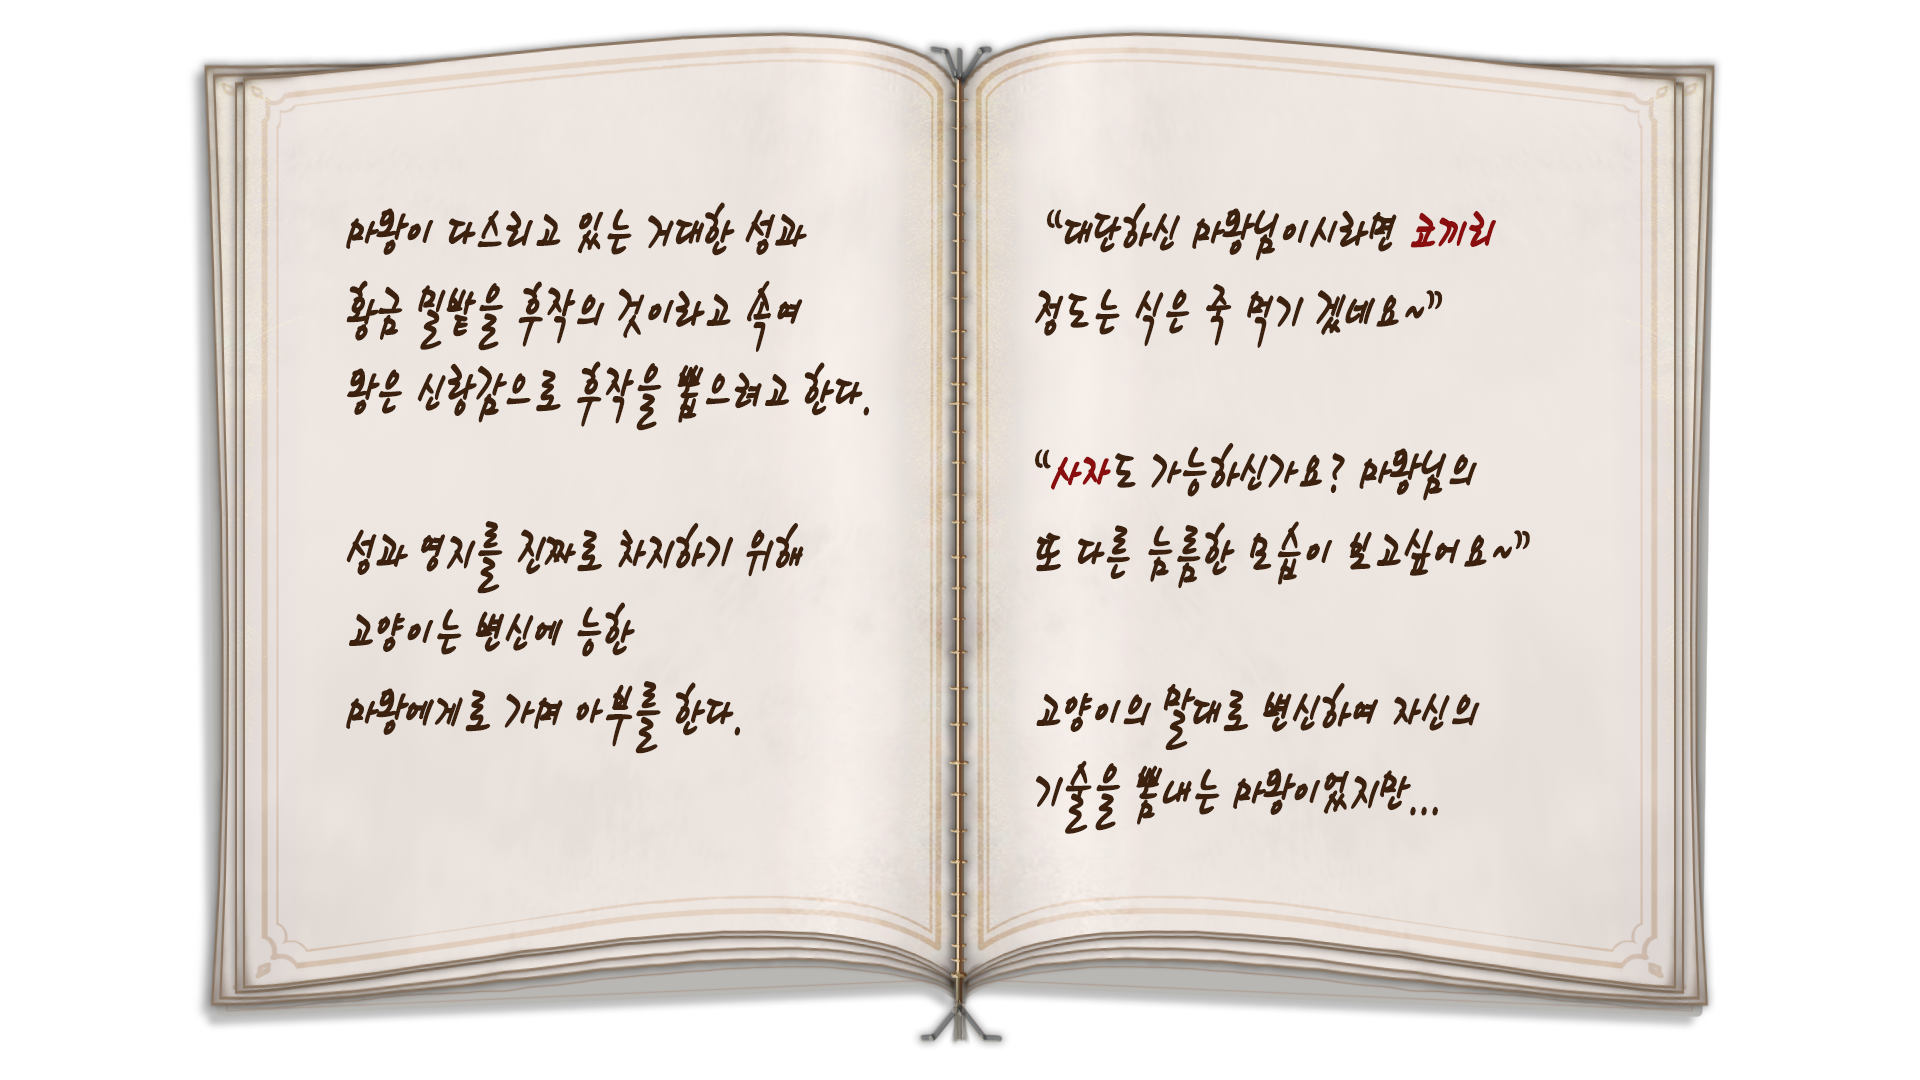 마왕이 다스리고 있는 거대한 성과
황금 밀밭을 후작의 것이라고 속여
왕은 신랑감으로 후작을 뽑으려고 한다.
성과 영지를 진짜로 차지하기 위해
고양이는 변신에 능한
마왕에게로 가며 아부를 한다.
“대단하신 마왕님이시라면 코끼리
정도는 식은 죽 먹기 겠네요~”
“사자도 가능하신가요? 마왕님의
또 다른 늠름한 모습이 보고싶어요~”
고양이의 말대로 변신하며 자신의
기술을 뽐내는 마왕이었지만...